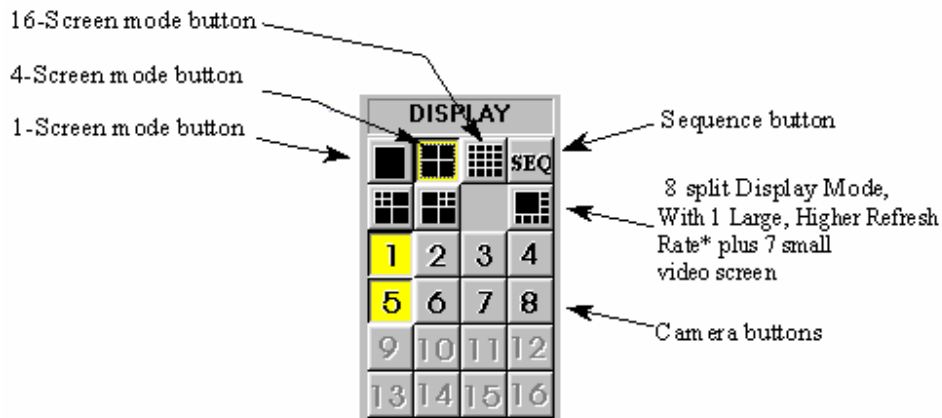 16-Screen mode button
4-Screen mode button
1-Screen mode button
DISPLAY
SEQ
Sequence button
8 split Display Mode,
With 1 Large, Higher Refresh
Rate* plus 7 small
video screen
1 2 3 4
5 6 7 8
Camera buttons
9 10 11 12
13 14 15 16